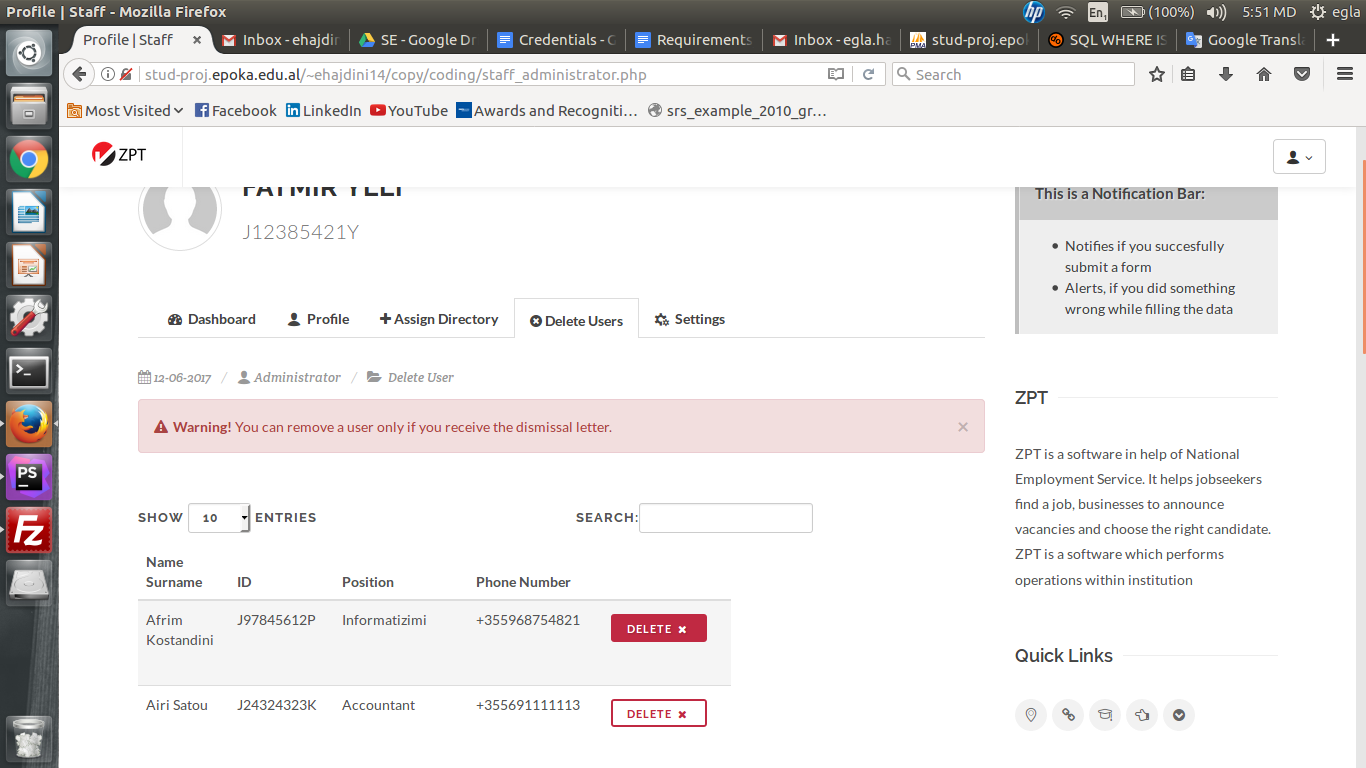 Profile | Staff - Mozilla Firefox
hp En1 (100%) 5:51 MD egla
Profile | Staff × Inbox - ehajdin SE - Google Dr Credentials - G Requirements Inbox - egla.ha stud-proj.epok SQL WHERE IS Google Transla
stud-proj.epoka.edu.al/~ehajdini14/copy/coding/staff_administrator.php Search
Most Visited Facebook LinkedIn YouTube Awards and Recogniti... srs_example_2010_gr...
ZPT
FATMIR YLLI
J12385421Y
This is a Notification Bar:
Notifies if you succesfully
submit a form
Alerts, if you did something
wrong while filling the data
Dashboard Profile Assign Directory Delete Users Settings
12-06-2017 / Administrator / Delete User
Warning! You can remove a user only if you receive the dismissal letter. ×
SHOW 10 ENTRIES SEARCH:
Name
Surname ID Position Phone Number
Afrim
Kostandini J97845612P Informatizimi +355968754821 DELETE ×
Airi Satou J24324323K Accountant +355691111113 DELETE ×
ZPT
ZPT is a software in help of National
Employment Service. It helps jobseekers
find a job, businesses to announce
vacancies and choose the right candidate.
ZPT is a software which performs
operations within institution
Quick Links
PS
FZ